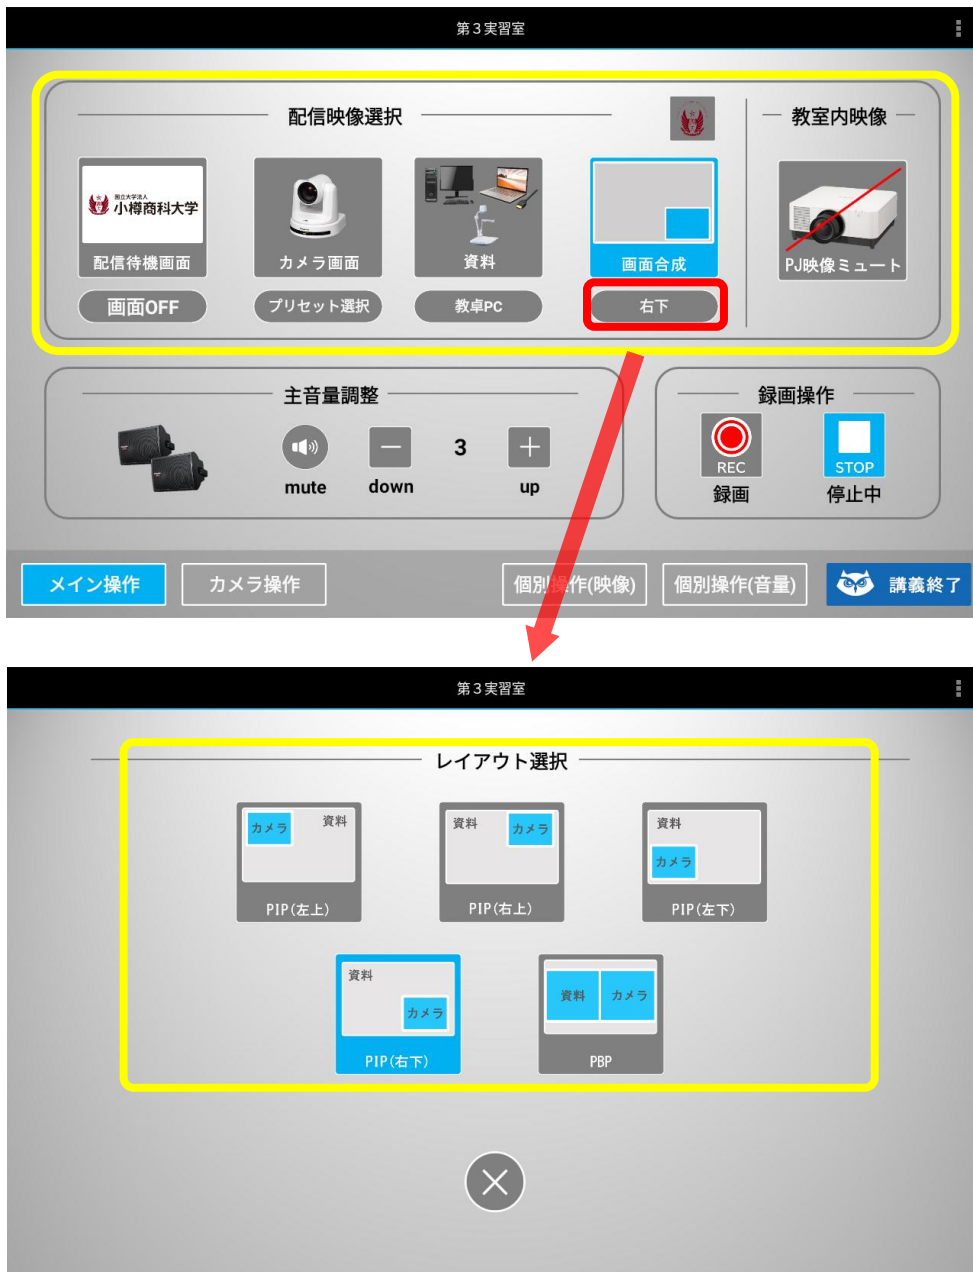 第3実習室
配信映像選択
教室内映像
国立大学法人
小樽商科大学
配信待機画面
カメラ画面
資料
画面合成
PJ映像ミュート
画面OFF
プリセット選択
教卓PC
右下
主音量調整
録画操作
3
REC
STOP
mute
down
up
録画
停止中
メイン操作
カメラ操作
個別操作(映像)
個別操作(音量)
講義終了
第3実習室
レイアウト選択
カメラ
資料
資料
カメラ
資料
カメラ
PIP(左上)
PIP(右上)
PIP(左下)
資料
カメラ
資料
カメラ
PIP(右下)
PBP